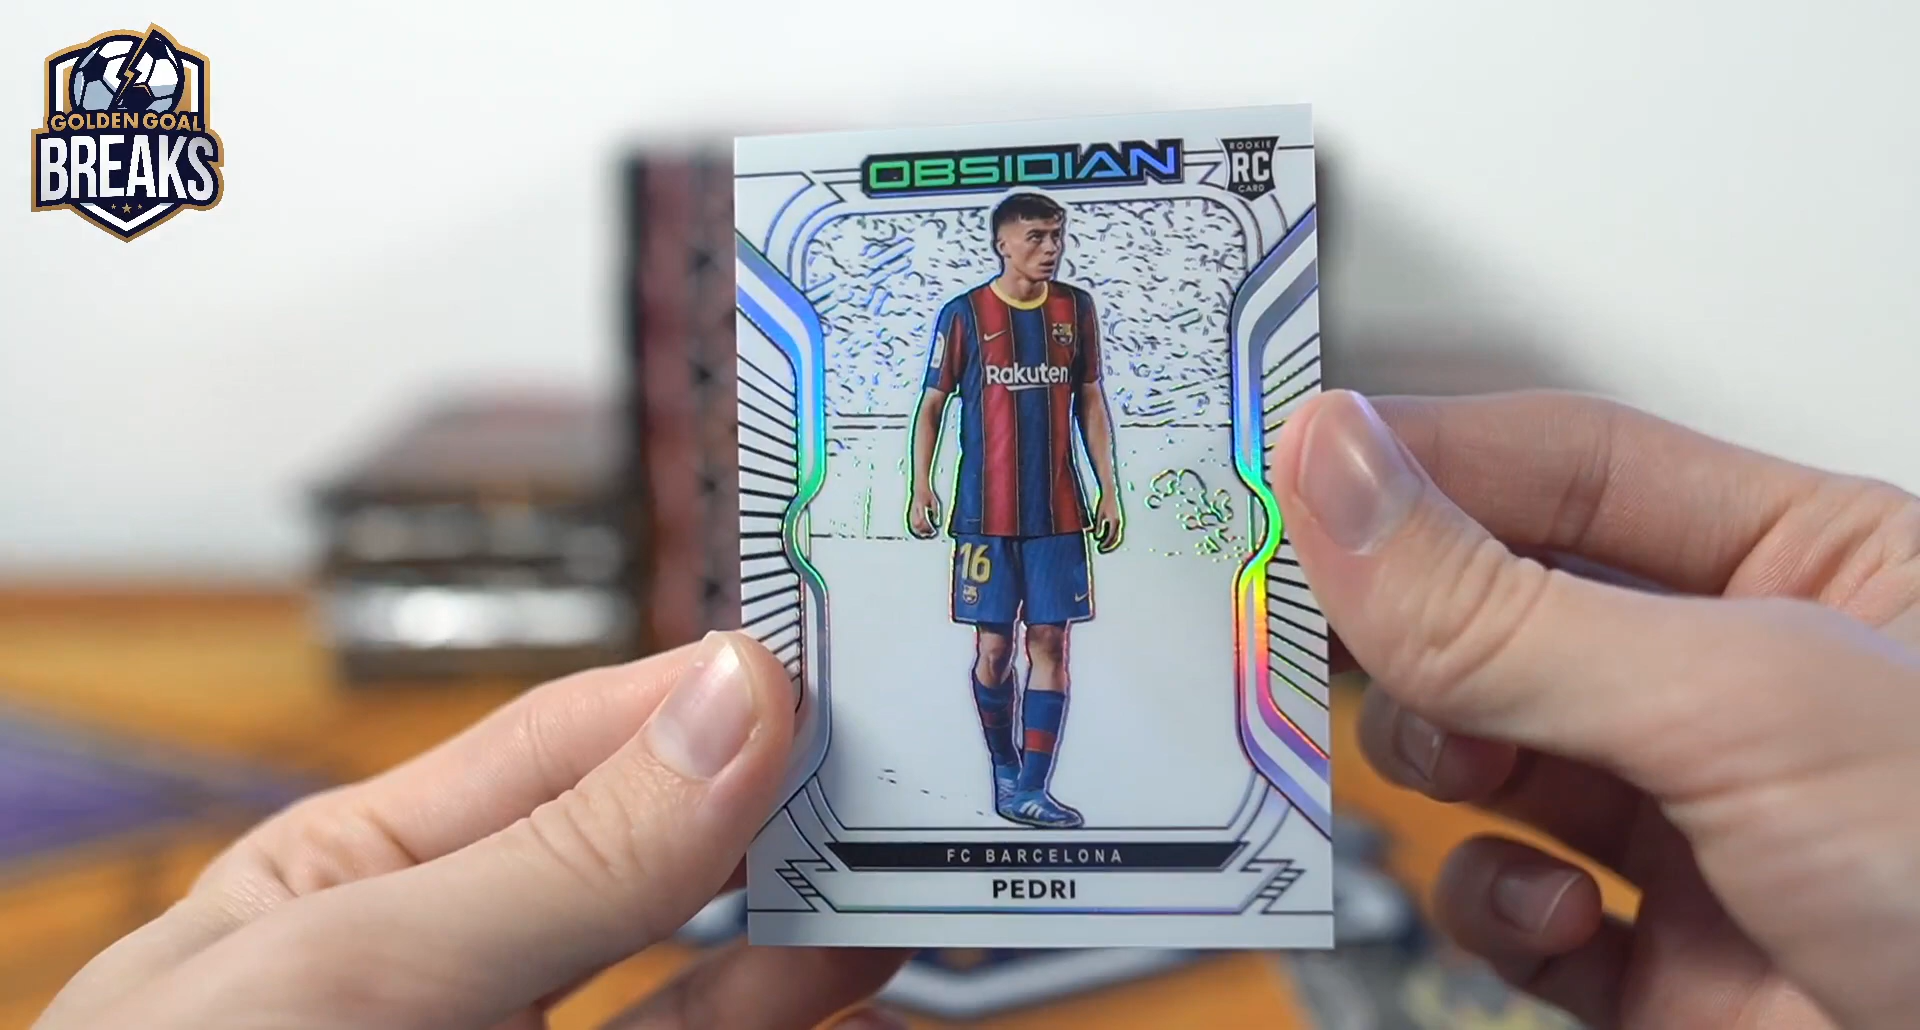 GOLDEN GOAL
BREAKS
OBSIDIAN
ROOKIE
RC
CARD
Rakuten
16
FC BARCELONA
PEDRI